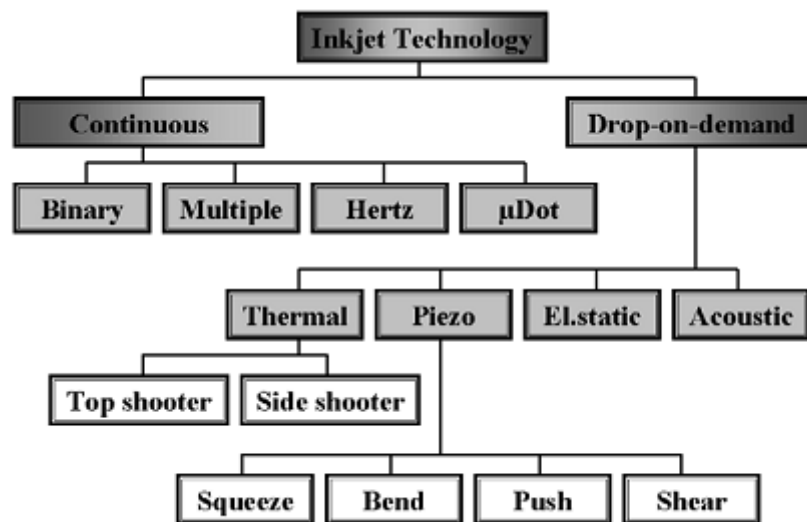 Inkjet Technology
Continuous
Drop-on-demand
Binary
Multiple
Hertz
µDot
Thermal
Piezo
El.static
Acoustic
Top shooter
Side shooter
Squeeze
Bend
Push
Shear